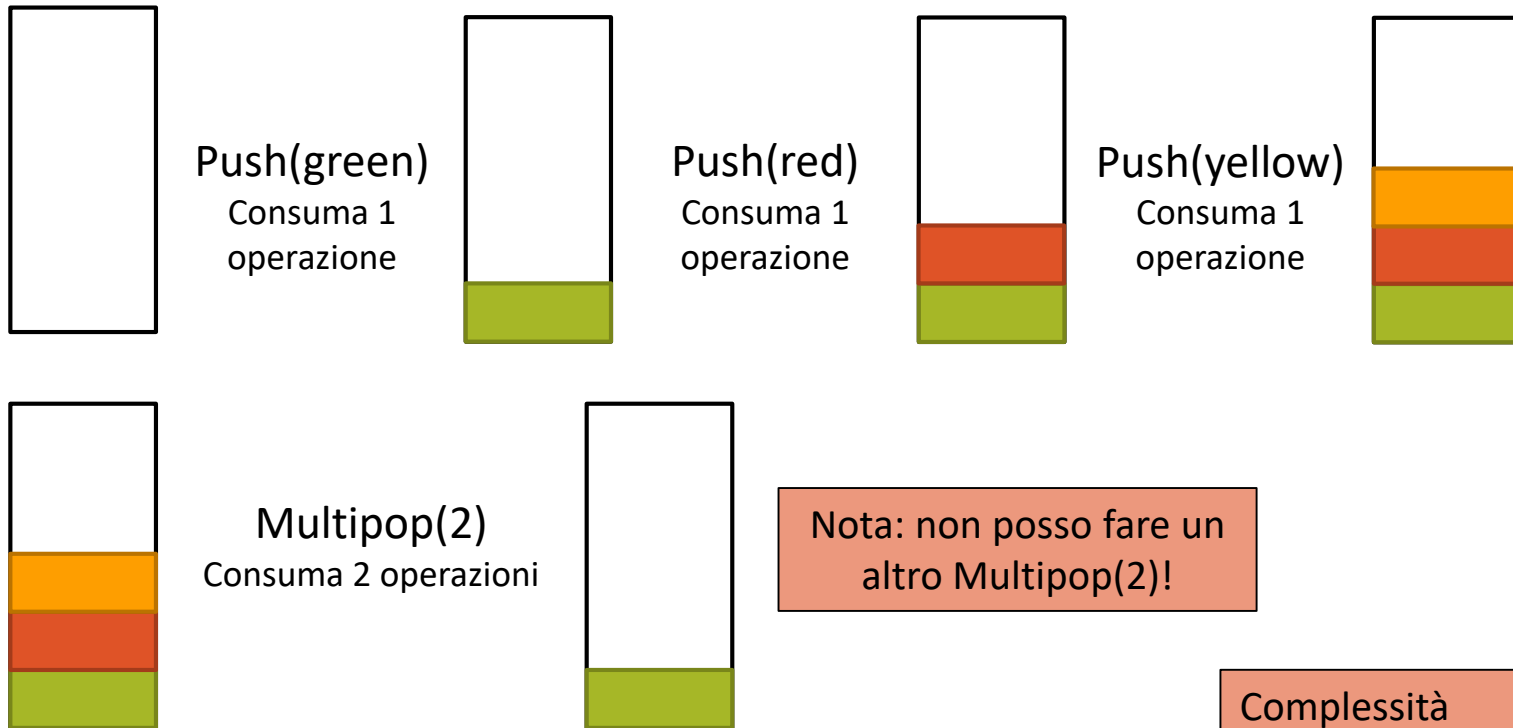 Push(green)
Consuma 1
operazione
Push(red)
Consuma 1
operazione
Push(yellow)
Consuma 1
operazione
Multipop(2)
Consuma 2 operazioni
Nota: non posso fare un
altro Multipop(2)!
Complessità